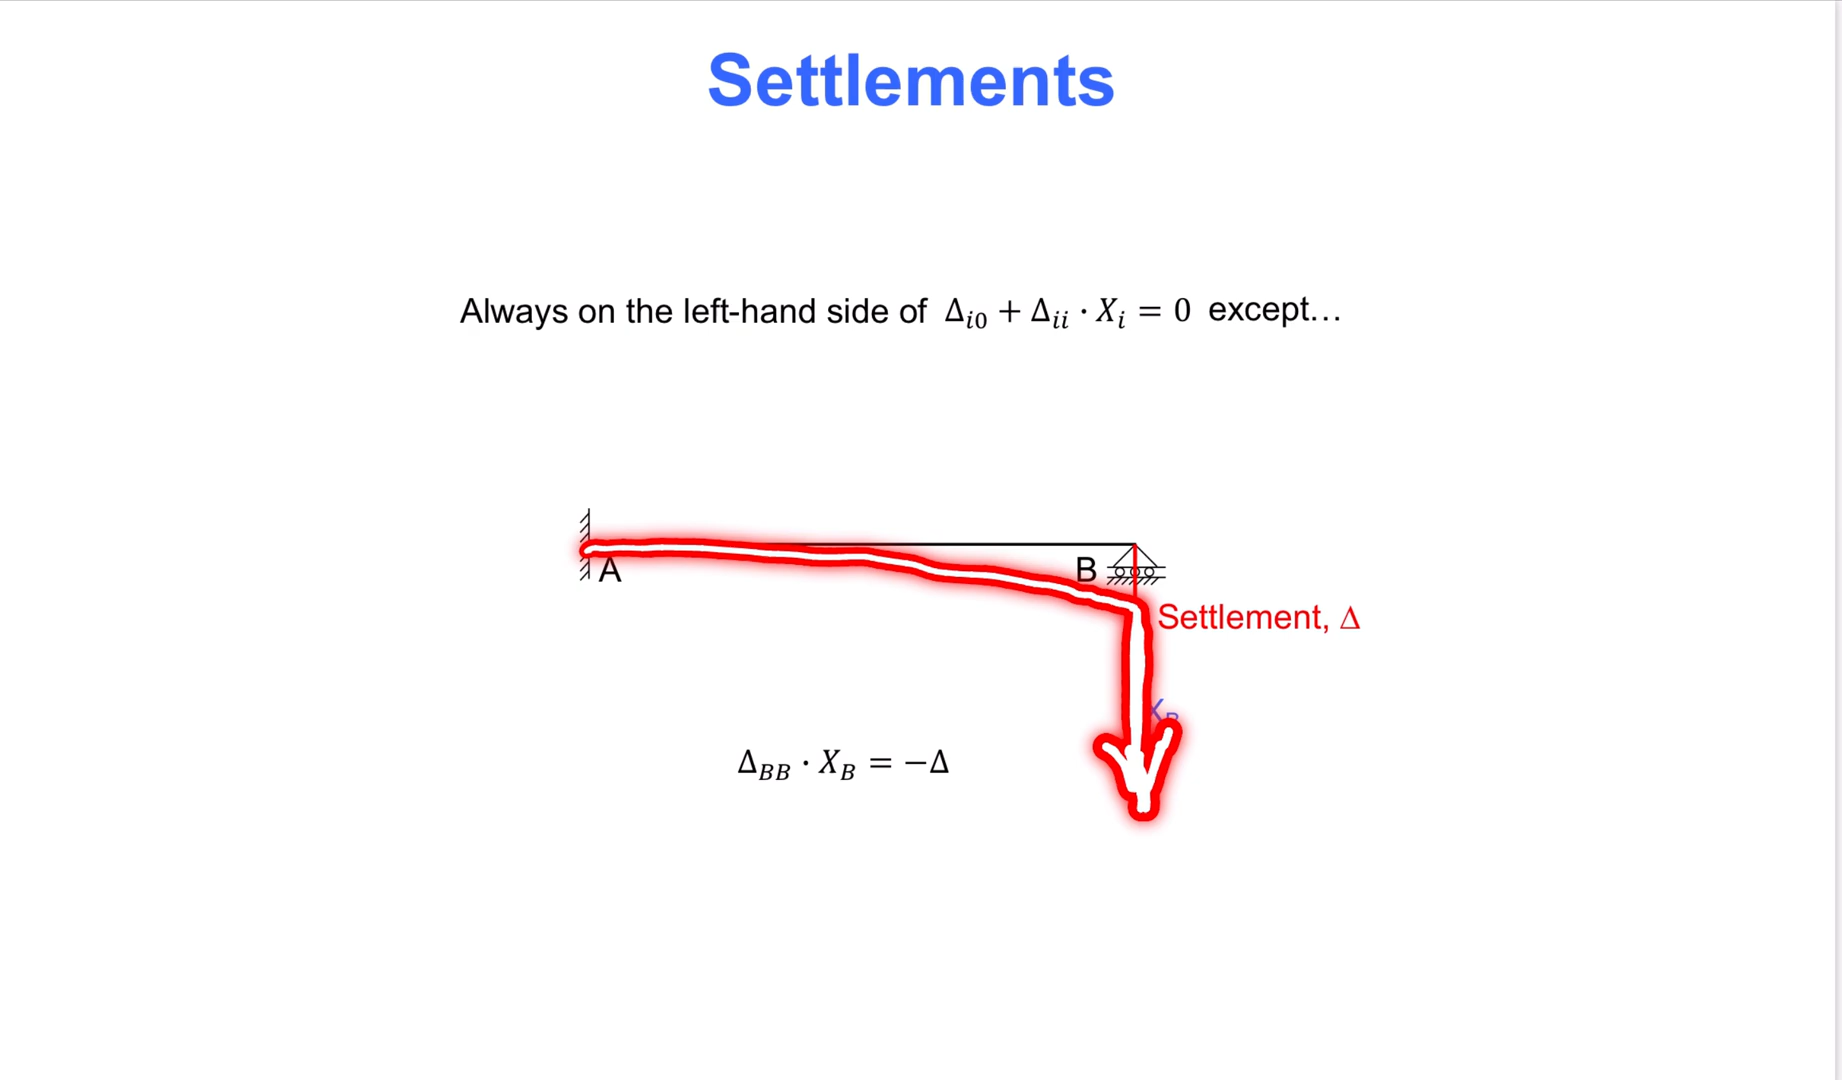 Settlements
Always on the left-hand side of Δ_{i0} + Δ_{ii} · X_i = 0 except…
A
B
Settlement, Δ
X_B
Δ_{BB} · X_B = −Δ